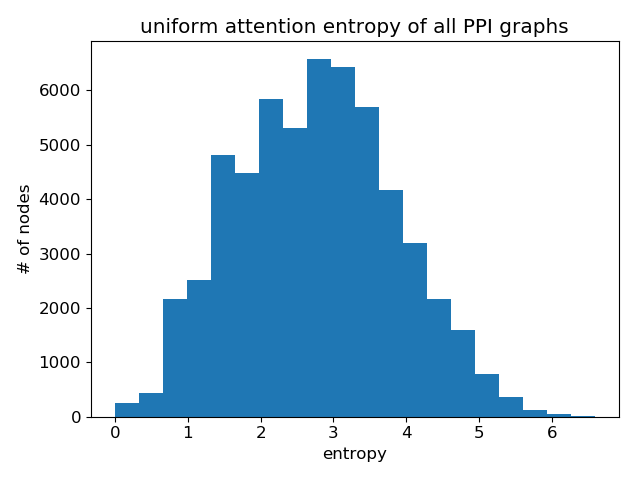 uniform attention entropy of all PPI graphs
6000
5000
4000
3000
2000
1000
0
# of nodes
0 1 2 3 4 5 6
entropy